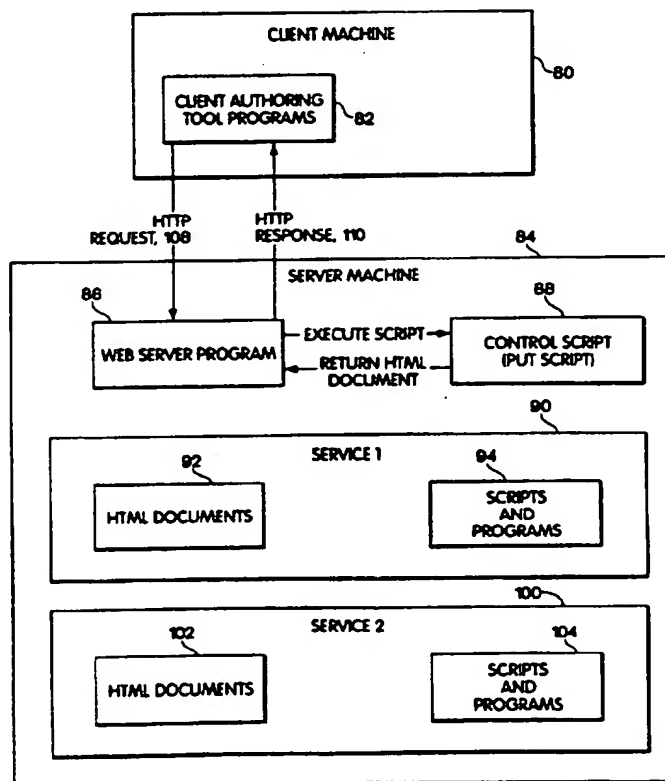 CLIENT MACHINE
80
CLIENT AUTHORING
TOOL PROGRAMS
82
HTTP
REQUEST, 108
HTTP
RESPONSE, 110
84
SERVER MACHINE
86
WEB SERVER PROGRAM
EXECUTE SCRIPT
RETURN HTML
DOCUMENT
88
CONTROL SCRIPT
(PUT SCRIPT)
90
SERVICE 1
92
HTML DOCUMENTS
94
SCRIPTS
AND
PROGRAMS
100
SERVICE 2
102
HTML DOCUMENTS
104
SCRIPTS
AND
PROGRAMS